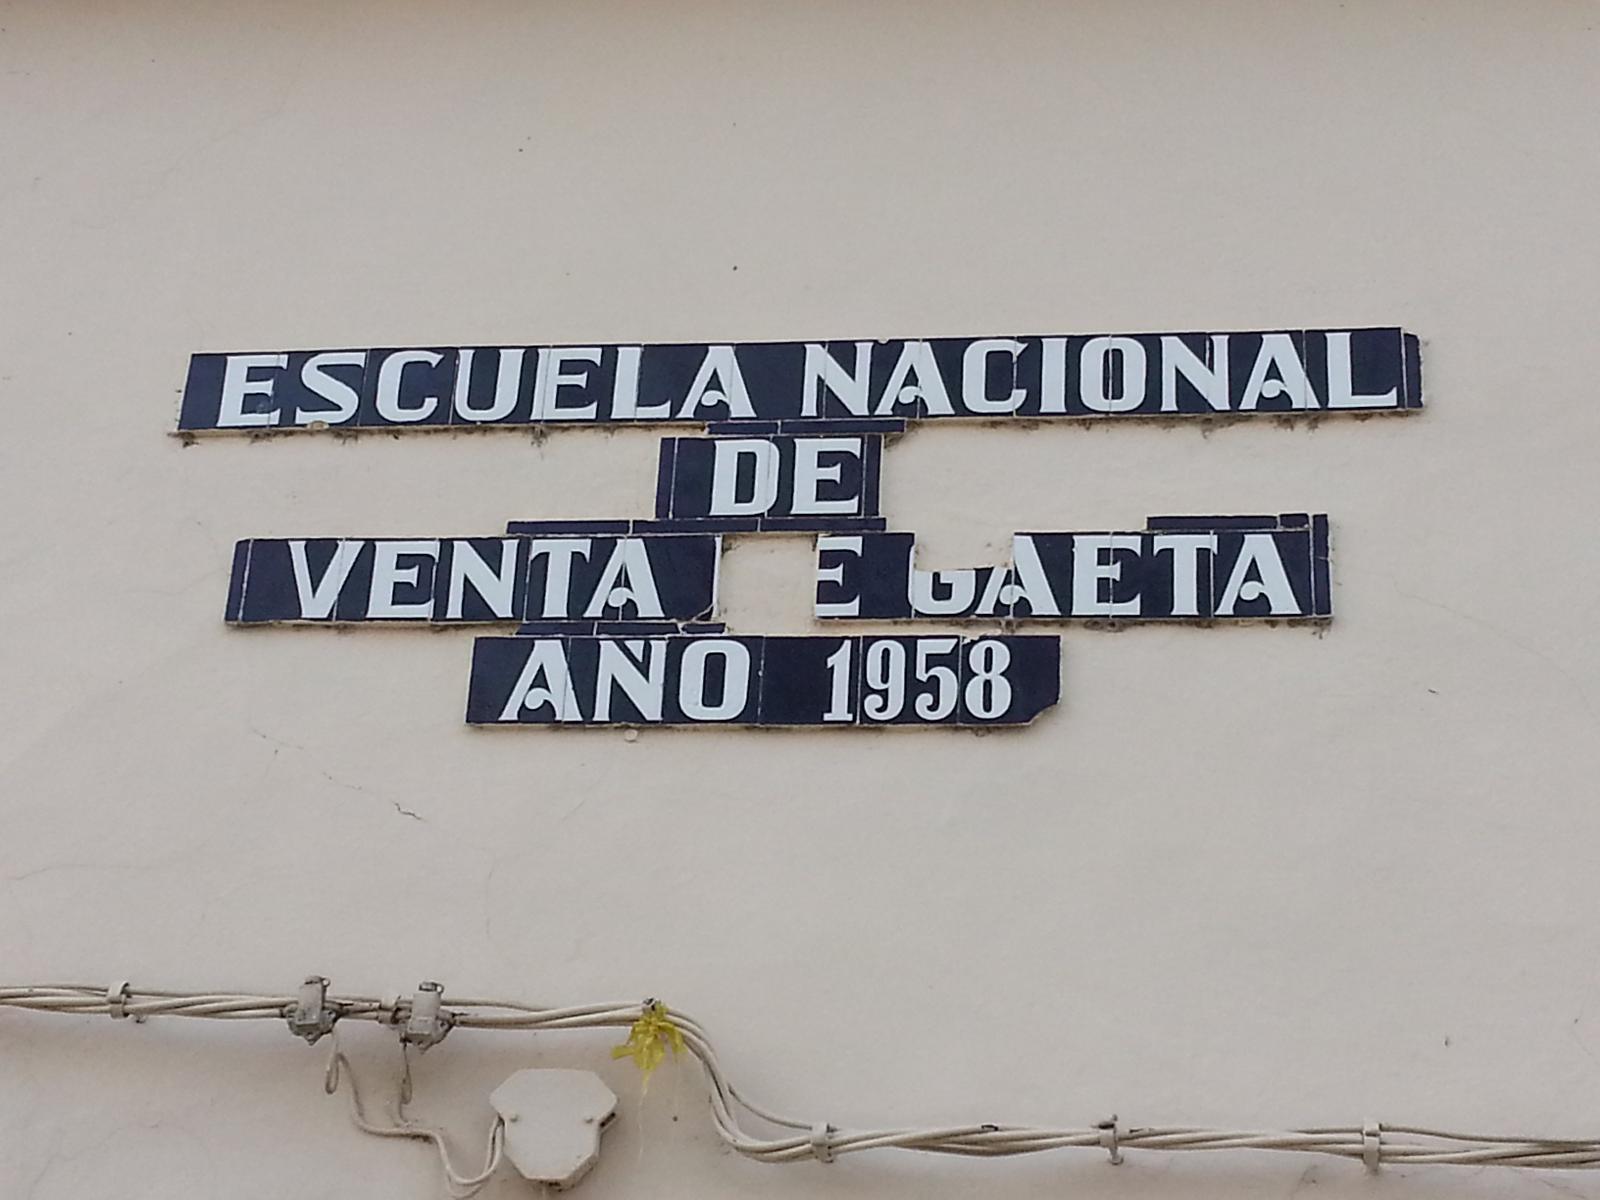 ESCUELA NACIONAL
DE
VENTA E GAETA
AÑO 1958